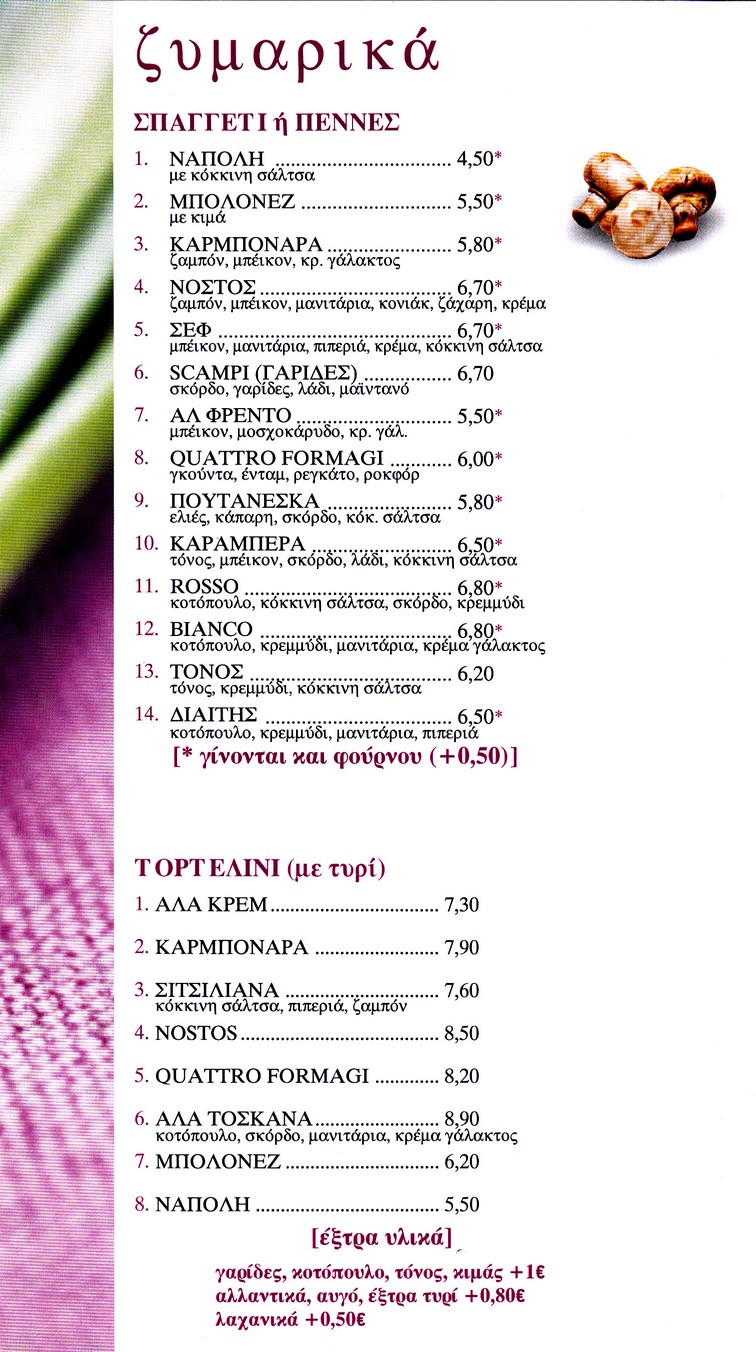 ζυμαρικά
ΣΠΑΓΓΕΤΙ ή ΠΕΝΝΕΣ
1. ΝΑΠΟΛΗ .................................. 4,50*
με κόκκινη σάλτσα
2. ΜΠΟΛΟΝΕΖ ............................. 5,50*
με κιμά
3. ΚΑΡΜΠΟΝΑΡΑ ........................ 5,80*
ζαμπόν, μπέικον, κρ. γάλακτος
4. ΝΟΣΤΟΣ ..................................... 6,70*
ζαμπόν, μπέικον, μανιτάρια, κονιάκ, ζάχαρη, κρέμα
5. ΣΕΦ ............................................. 6,70*
μπέικον, μανιτάρια, πιπεριά, κρέμα, κόκκινη σάλτσα
6. SCAMPI (ΓΑΡΙΔΕΣ) ................. 6,70
σκόρδο, γαρίδες, λάδι, μαϊντανό
7. ΑΛ ΦΡΕΝΤΟ .............................. 5,50*
μπέικον, μοσχοκάρυδο, κρ. γάλ.
8. QUATTRO FORMAGI ............ 6,00*
γκούντα, ένταμ, ρεγκάτο, ροκφόρ
9. ΠΟΥΤΑΝΕΣΚΑ ........................ 5,80*
ελιές, κάπαρη, σκόρδο, κόκ. σάλτσα
10. ΚΑΡΑΜΠΕΡΑ ........................... 6,50*
τόνος, μπέικον, σκόρδο, λάδι, κόκκινη σάλτσα
11. ROSSO ........................................ 6,80*
κοτόπουλο, κόκκινη σάλτσα, σκόρδο, κρεμμύδι
12. BIANCO ..................................... 6,80*
κοτόπουλο, κρεμμύδι, μανιτάρια, κρέμα γάλακτος
13. ΤΟΝΟΣ ....................................... 6,20
τόνος, κρεμμύδι, κόκκινη σάλτσα
14. ΔΙΑΙΤΗΣ .................................... 6,50*
κοτόπουλο, κρεμμύδι, μανιτάρια, πιπεριά
[* γίνονται και φούρνου (+0,50)]
ΤΟΡΤΕΛΙΝΙ (με τυρί)
1. ΑΛΑ ΚΡΕΜ ................................ 7,30
2. ΚΑΡΜΠΟΝΑΡΑ ........................ 7,90
3. ΣΙΤΣΙΛΙΑΝΑ ............................. 7,60
κόκκινη σάλτσα, πιπεριά, ζαμπόν
4. NOSTOS ...................................... 8,50
5. QUATTRO FORMAGI ............ 8,20
6. ΑΛΑ ΤΟΣΚΑΝΑ ........................ 8,90
κοτόπουλο, σκόρδο, μανιτάρια, κρέμα γάλακτος
7. ΜΠΟΛΟΝΕΖ ............................. 6,20
8. ΝΑΠΟΛΗ ................................... 5,50
[έξτρα υλικά]
γαρίδες, κοτόπουλο, τόνος, κιμάς +1€
αλλαντικά, αυγό, έξτρα τυρί +0,80€
λαχανικά +0,50€